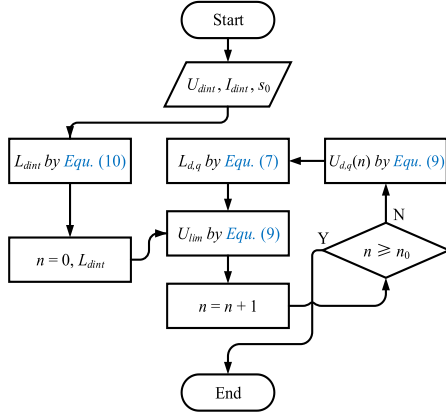 Start
U_dint, I_dint, s_0
L_dint by Equ. (10)
L_d,q by Equ. (7)
U_d,q(n) by Equ. (9)
N
n = 0, L_dint
U_lim by Equ. (9)
Y
n ⩾ n_0
n = n + 1
End